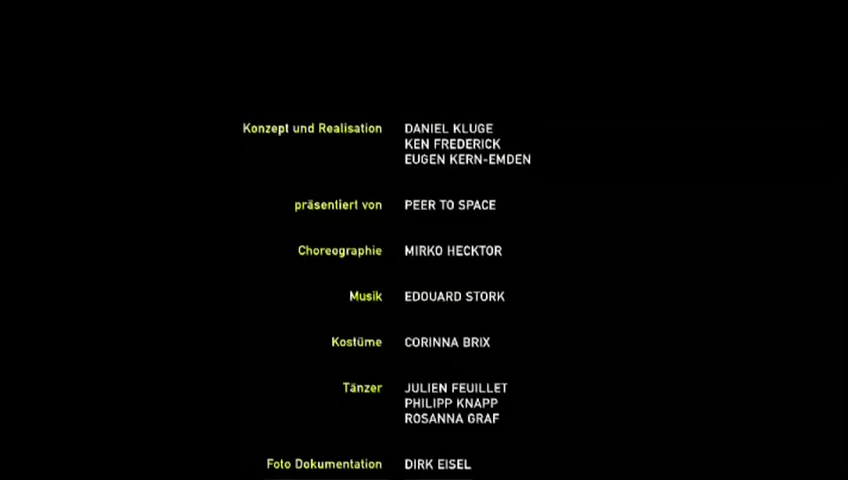 Konzept und Realisation DANIEL KLUGE
KEN FREDERICK
EUGEN KERN-EMDEN
präsentiert von PEER TO SPACE
Choreographie MIRKO HECKTOR
Musik EDOUARD STORK
Kostüme CORINNA BRIX
Tänzer JULIEN FEUILLET
PHILIPP KNAPP
ROSANNA GRAF
Foto Dokumentation DIRK EISEL